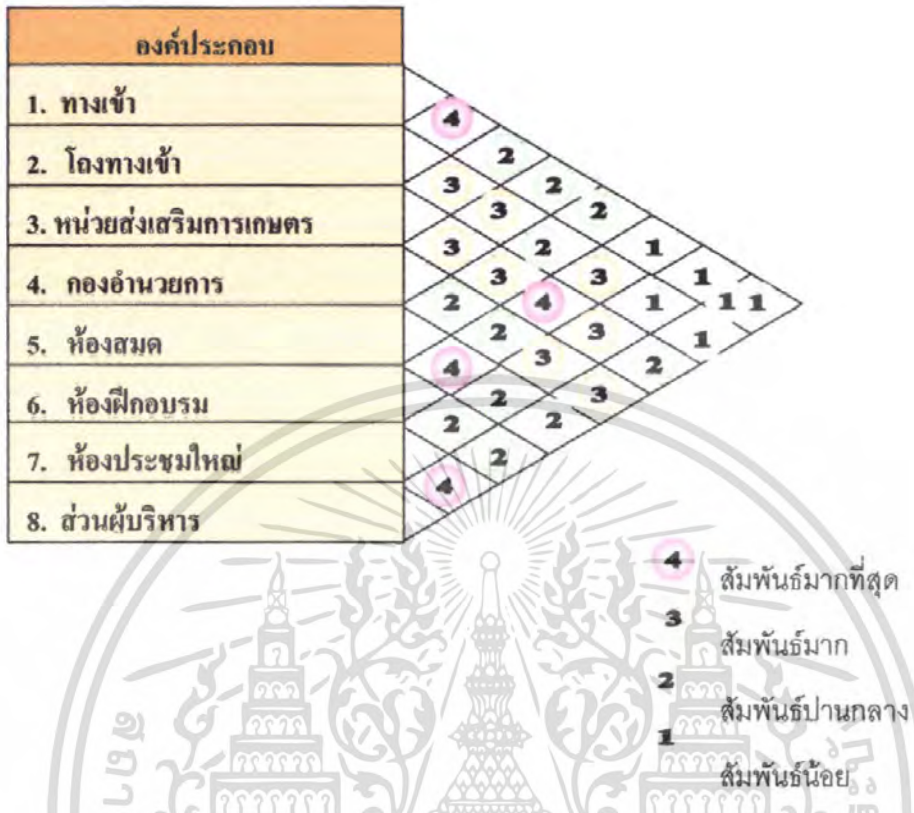 องค์ประกอบ
1. ทางเข้า
2. โถงทางเข้า
3. หน่วยส่งเสริมการเกษตร
4. กองอำนวยการ
5. ห้องสมด
6. ห้องฝึกอบรม
7. ห้องประชุมใหญ่
8. ส่วนผู้บริหาร
4
2
3 2
3 2
3 2 1
3 3 1
2 4 1 1 1
2 3 1
4 3 2
2 3
2 2
2
4
4 สัมพันธ์มากที่สุด
3 สัมพันธ์มาก
2 สัมพันธ์ปานกลาง
1 สัมพันธ์น้อย